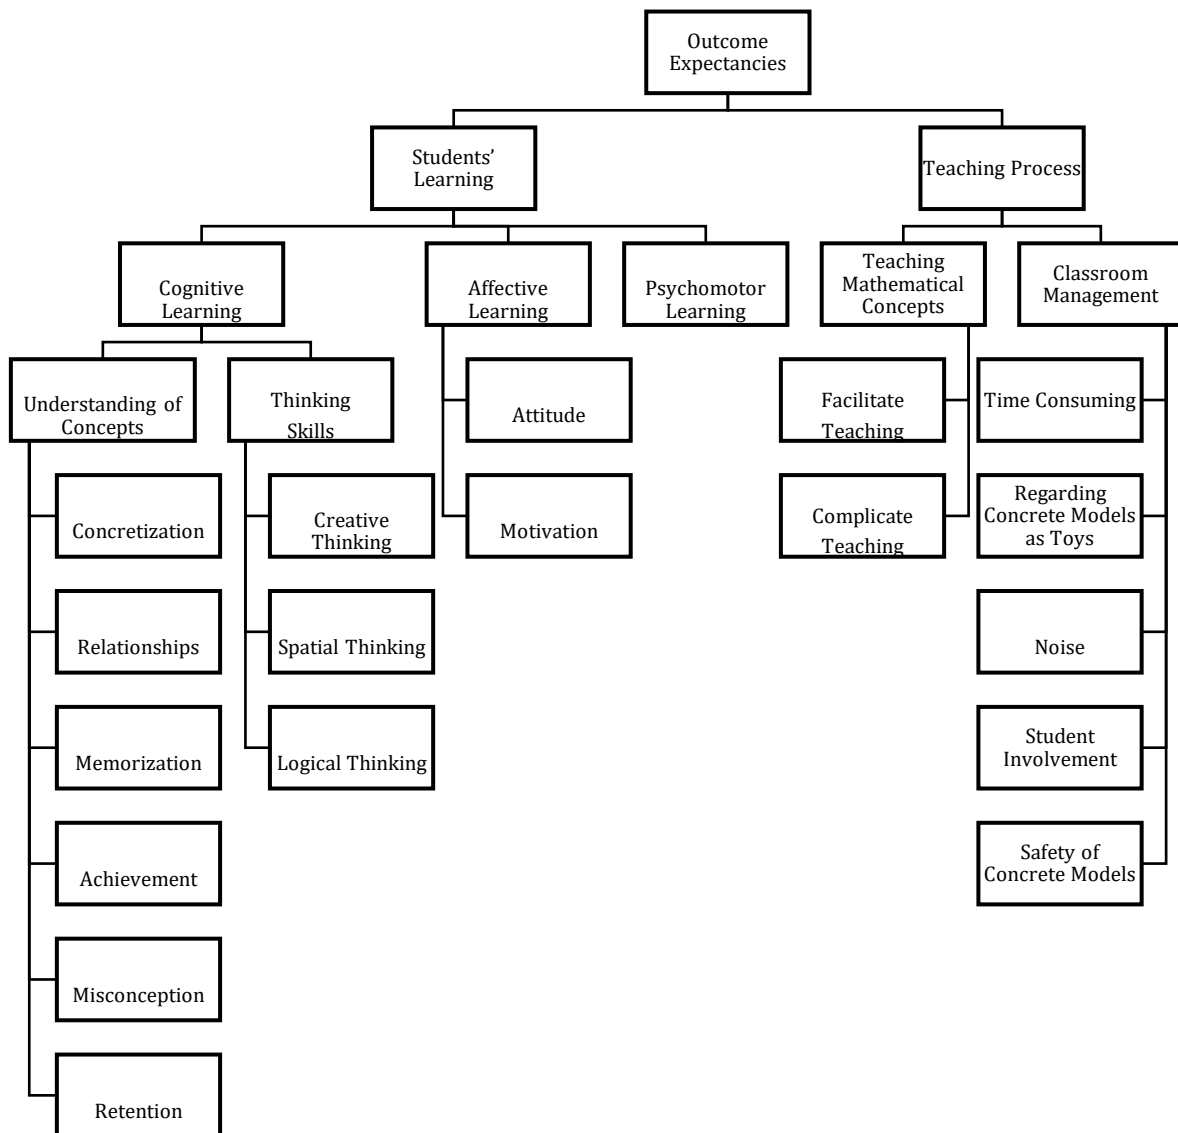 Outcome
Expectancies
Students’
Learning
Teaching Process
Cognitive
Learning
Affective
Learning
Psychomotor
Learning
Teaching
Mathematical
Concepts
Classroom
Management
Understanding of
Concepts
Thinking
Skills
Attitude
Facilitate
Teaching
Time Consuming
Concretization
Creative
Thinking
Motivation
Complicate
Teaching
Regarding
Concrete Models
as Toys
Relationships
Spatial Thinking
Noise
Memorization
Logical Thinking
Student
Involvement
Achievement
Safety of
Concrete Models
Misconception
Retention